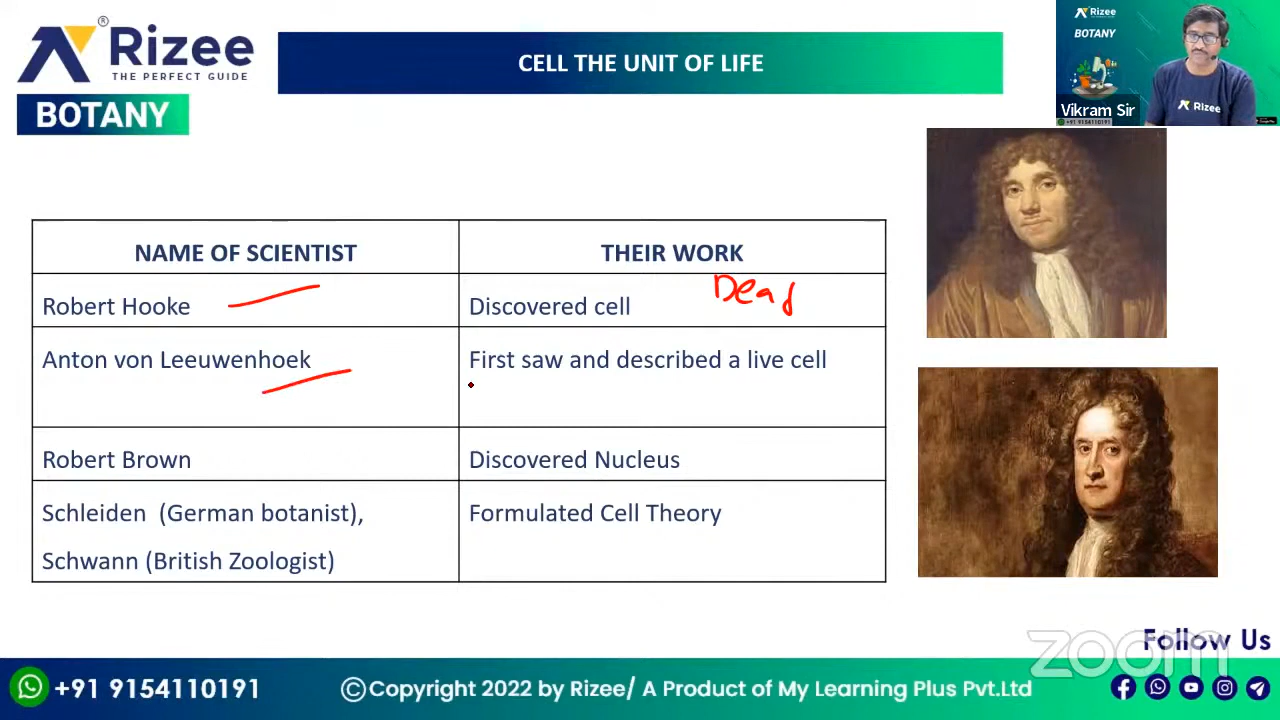 Rizee
®
THE PERFECT GUIDE
BOTANY
CELL THE UNIT OF LIFE
Rizee
BOTANY
Rizee
Vikram Sir
+91 9154110191
NAME OF SCIENTIST
THEIR WORK
Robert Hooke
Discovered cell
Dead
Anton von Leeuwenhoek
First saw and described a live cell
Robert Brown
Discovered Nucleus
Schleiden (German botanist),
Schwann (British Zoologist)
Formulated Cell Theory
Follow Us
zoom
+91 9154110191
©Copyright 2022 by Rizee/ A Product of My Learning Plus Pvt.Ltd